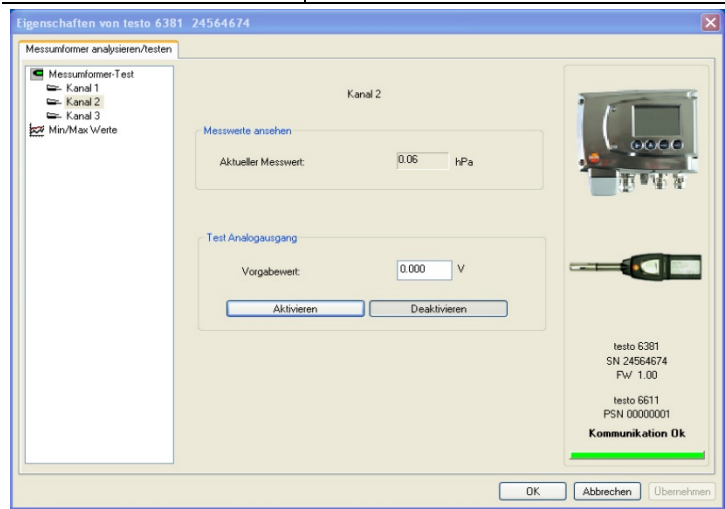 Eigenschaften von testo 6381 24564674
Messumformer analysieren/testen
Messumformer-Test
Kanal 1
Kanal 2
Kanal 3
Min/Max Werte
Kanal 2
Messwerte ansehen
Aktueller Messwert: 0.06 hPa
Test Analogausgang
Vorgabewert: 0.000 V
Aktivieren Deaktivieren
testo 6381
SN 24564674
FW 1.00
testo 6611
PSN 00000001
Kommunikation Ok
OK Abbrechen Übernehmen